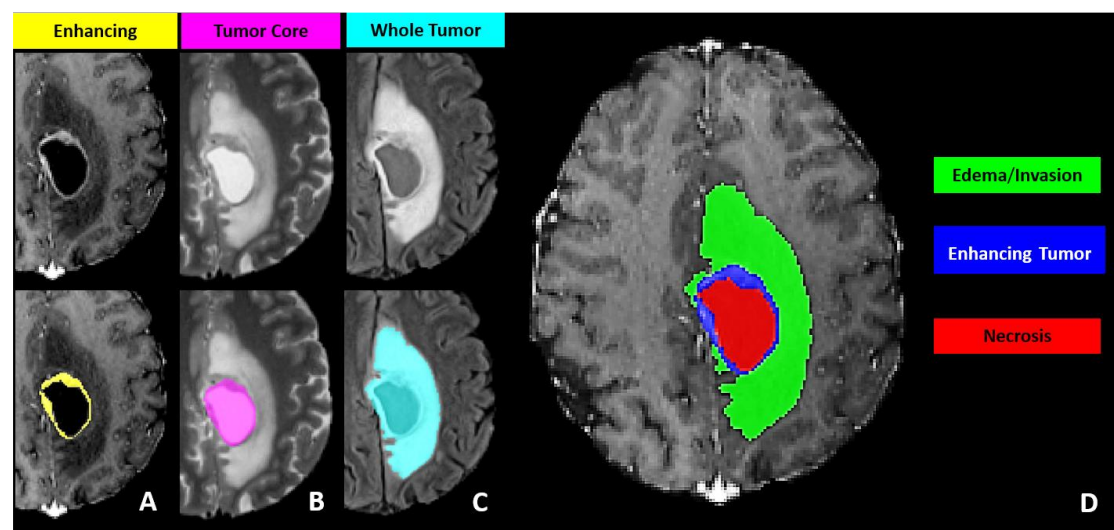 Enhancing
Tumor Core
Whole Tumor
Edema/Invasion
Enhancing Tumor
Necrosis
A
B
C
D